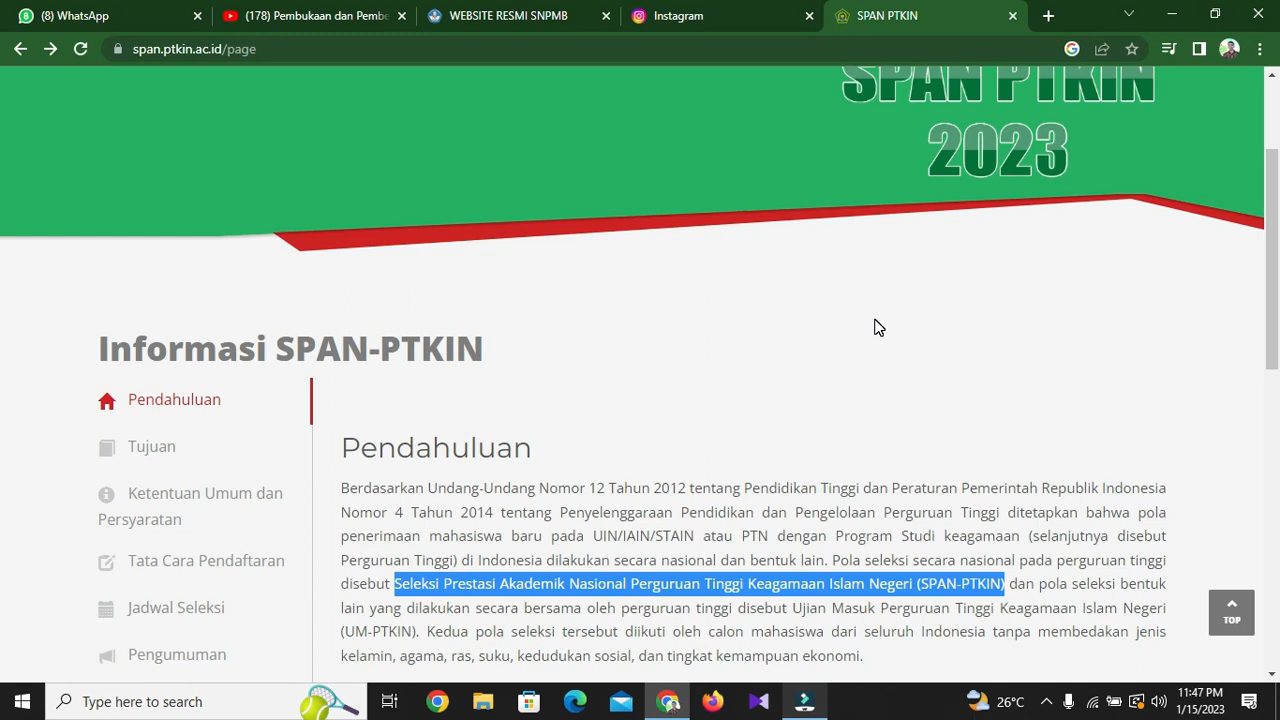 (8) WhatsApp
(178) Pembukaan dan Pembe
WEBSITE RESMI SNPMB
Instagram
SPAN PTKIN
span.ptkin.ac.id/page
SPAN PTKIN
2023
Informasi SPAN-PTKIN
Pendahuluan
Tujuan
Ketentuan Umum dan
Persyaratan
Tata Cara Pendaftaran
Jadwal Seleksi
Pengumuman
Pendahuluan
Berdasarkan Undang-Undang Nomor 12 Tahun 2012 tentang Pendidikan Tinggi dan Peraturan Pemerintah Republik Indonesia
Nomor 4 Tahun 2014 tentang Penyelenggaraan Pendidikan dan Pengelolaan Perguruan Tinggi ditetapkan bahwa pola
penerimaan mahasiswa baru pada UIN/IAIN/STAIN atau PTN dengan Program Studi keagamaan (selanjutnya disebut
Perguruan Tinggi) di Indonesia dilakukan secara nasional dan bentuk lain. Pola seleksi secara nasional pada perguruan tinggi
disebut Seleksi Prestasi Akademik Nasional Perguruan Tinggi Keagamaan Islam Negeri (SPAN-PTKIN) dan pola seleksi bentuk
lain yang dilakukan secara bersama oleh perguruan tinggi disebut Ujian Masuk Perguruan Tinggi Keagamaan Islam Negeri
(UM-PTKIN). Kedua pola seleksi tersebut diikuti oleh calon mahasiswa dari seluruh Indonesia tanpa membedakan jenis
kelamin, agama, ras, suku, kedudukan sosial, dan tingkat kemampuan ekonomi.
TOP
Type here to search
26°C
11:47 PM
1/15/2023